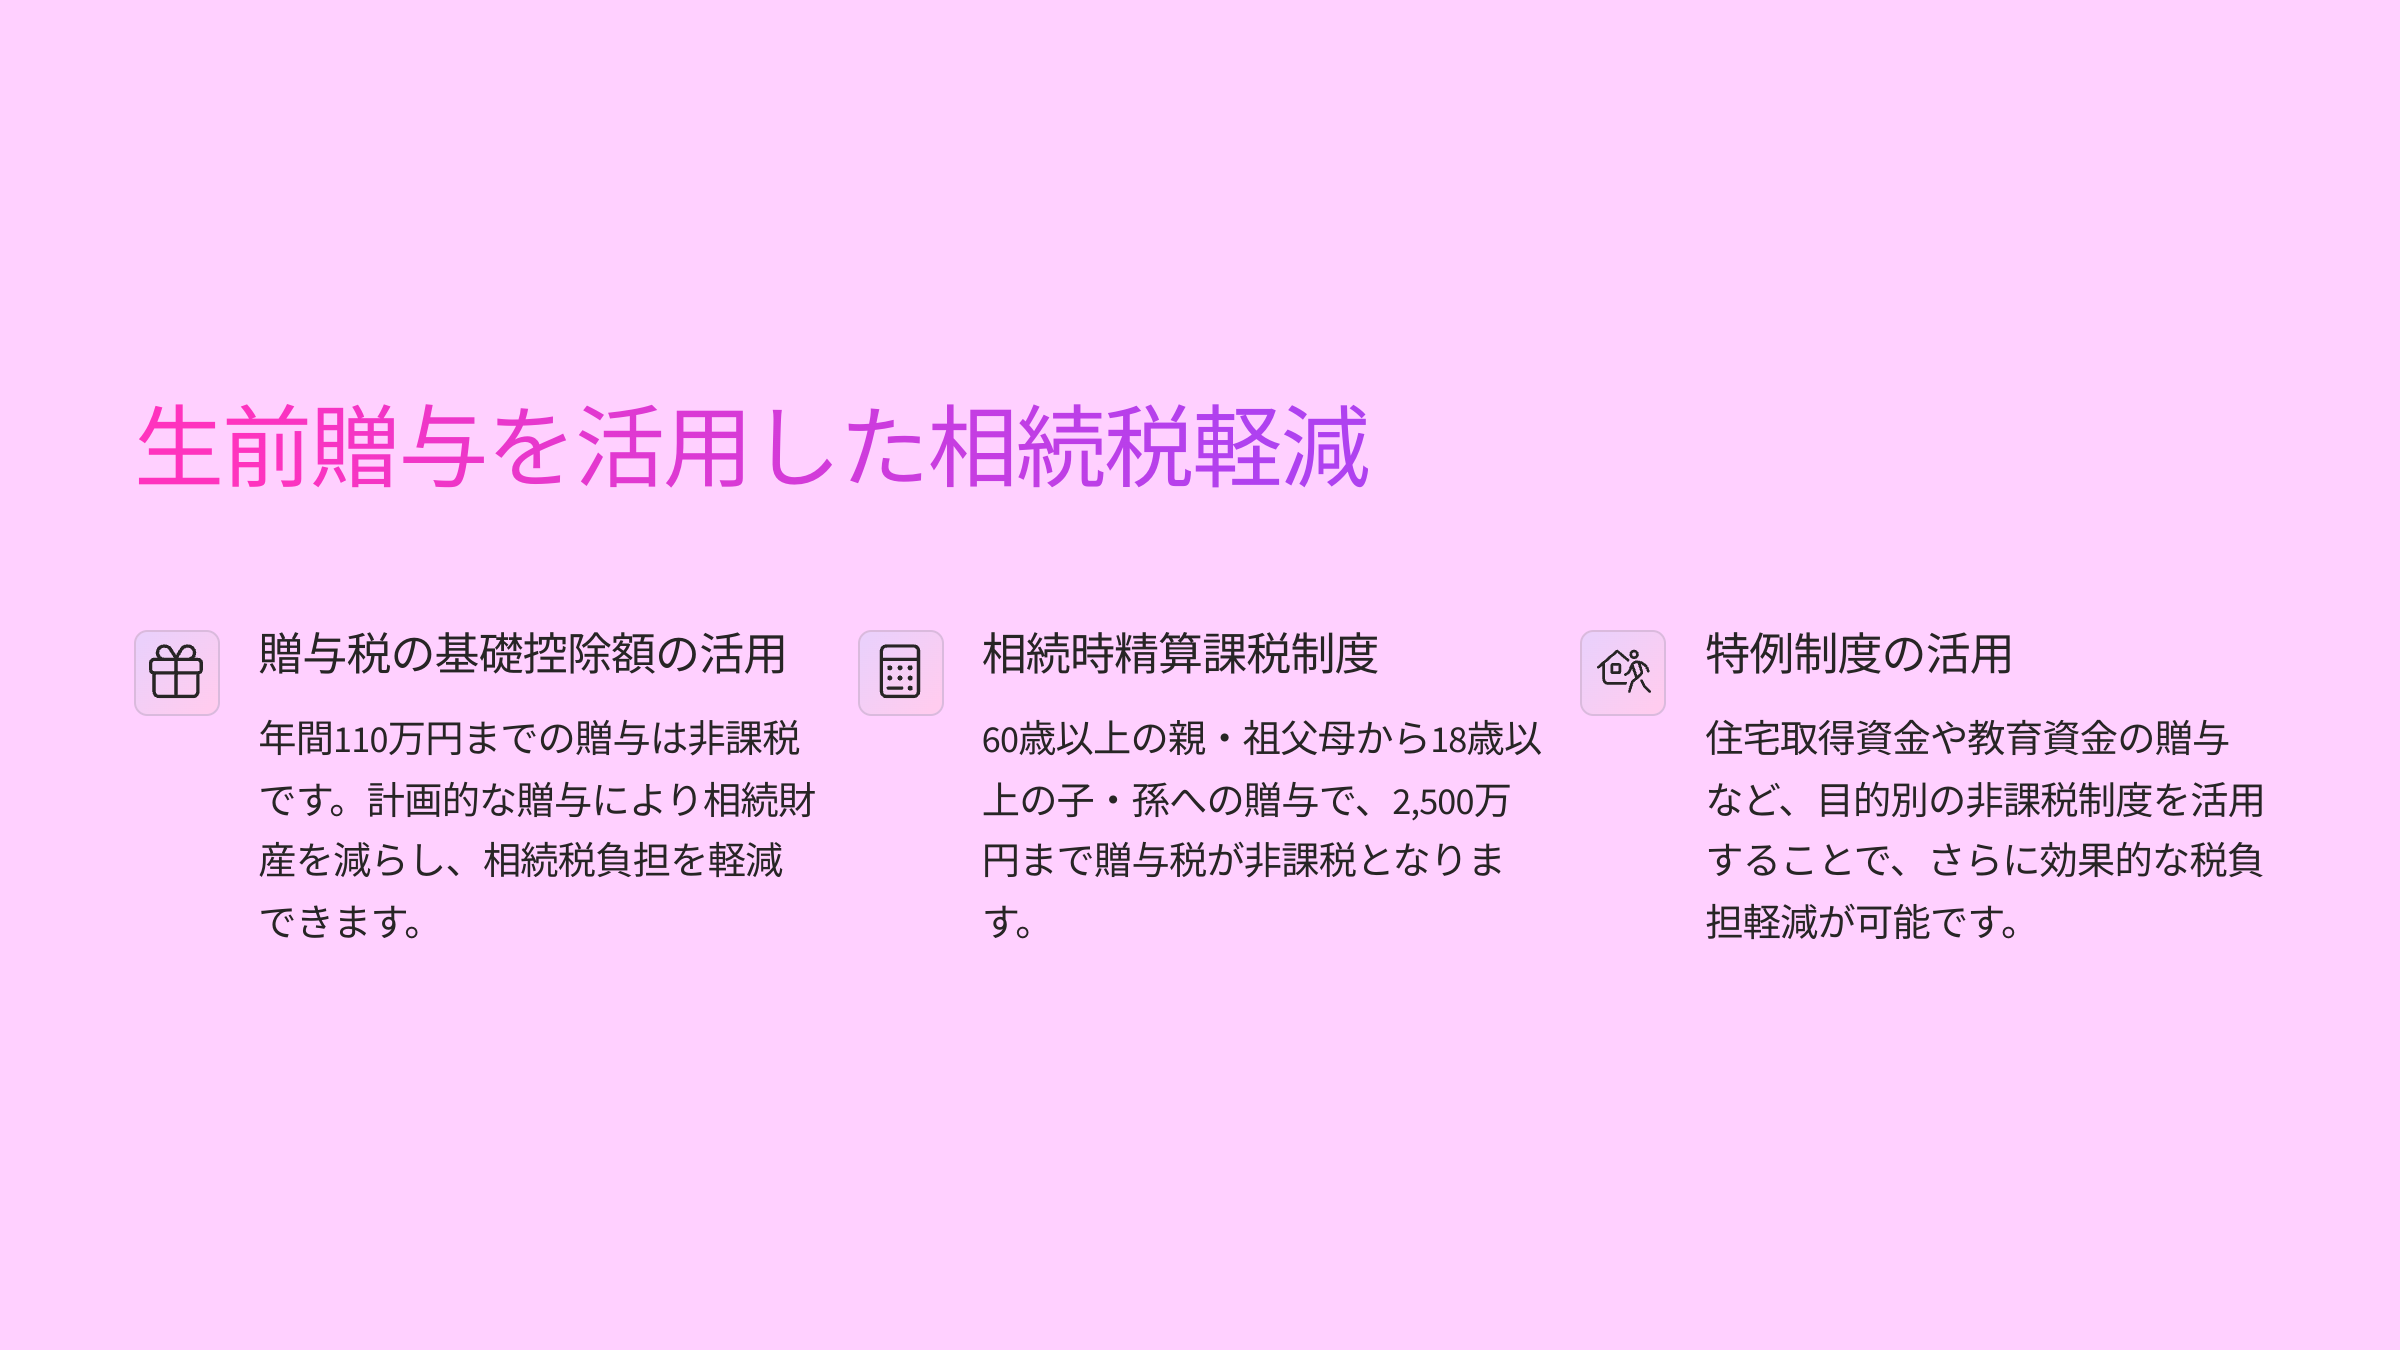 生前贈与を活用した相続税軽減
贈与税の基礎控除額の活用
年間110万円までの贈与は非課税
です。計画的な贈与により相続財
産を減らし、相続税負担を軽減
できます。
相続時精算課税制度
60歳以上の親・祖父母から18歳以
上の子・孫への贈与で、2,500万
円まで贈与税が非課税となりま
す。
特例制度の活用
住宅取得資金や教育資金の贈与
など、目的別の非課税制度を活用
することで、さらに効果的な税負
担軽減が可能です。